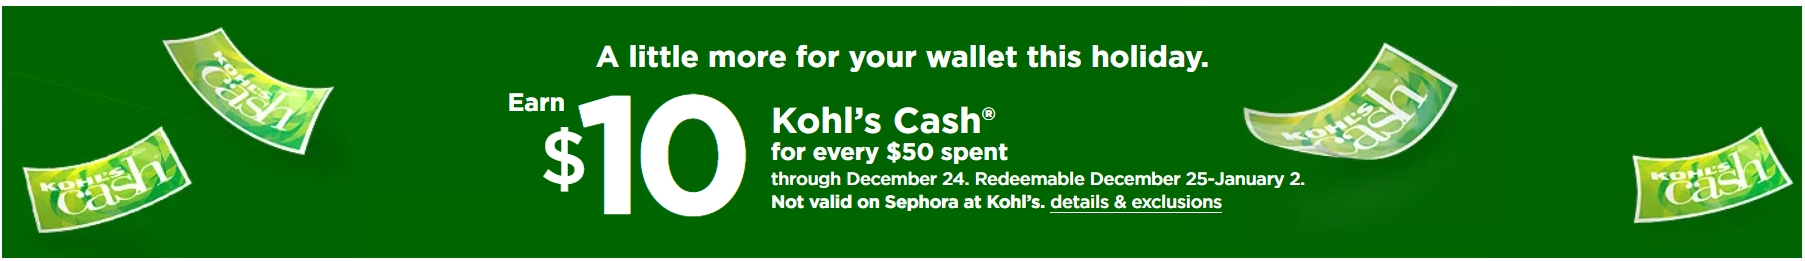 A little more for your wallet this holiday.
Earn
$10
Kohl's Cash®
for every $50 spent
through December 24. Redeemable December 25-January 2.
Not valid on Sephora at Kohl's. details & exclusions
KOHL'S
cash
KOHL'S
cash
KOHL'S
cash
KOHL'S
cash